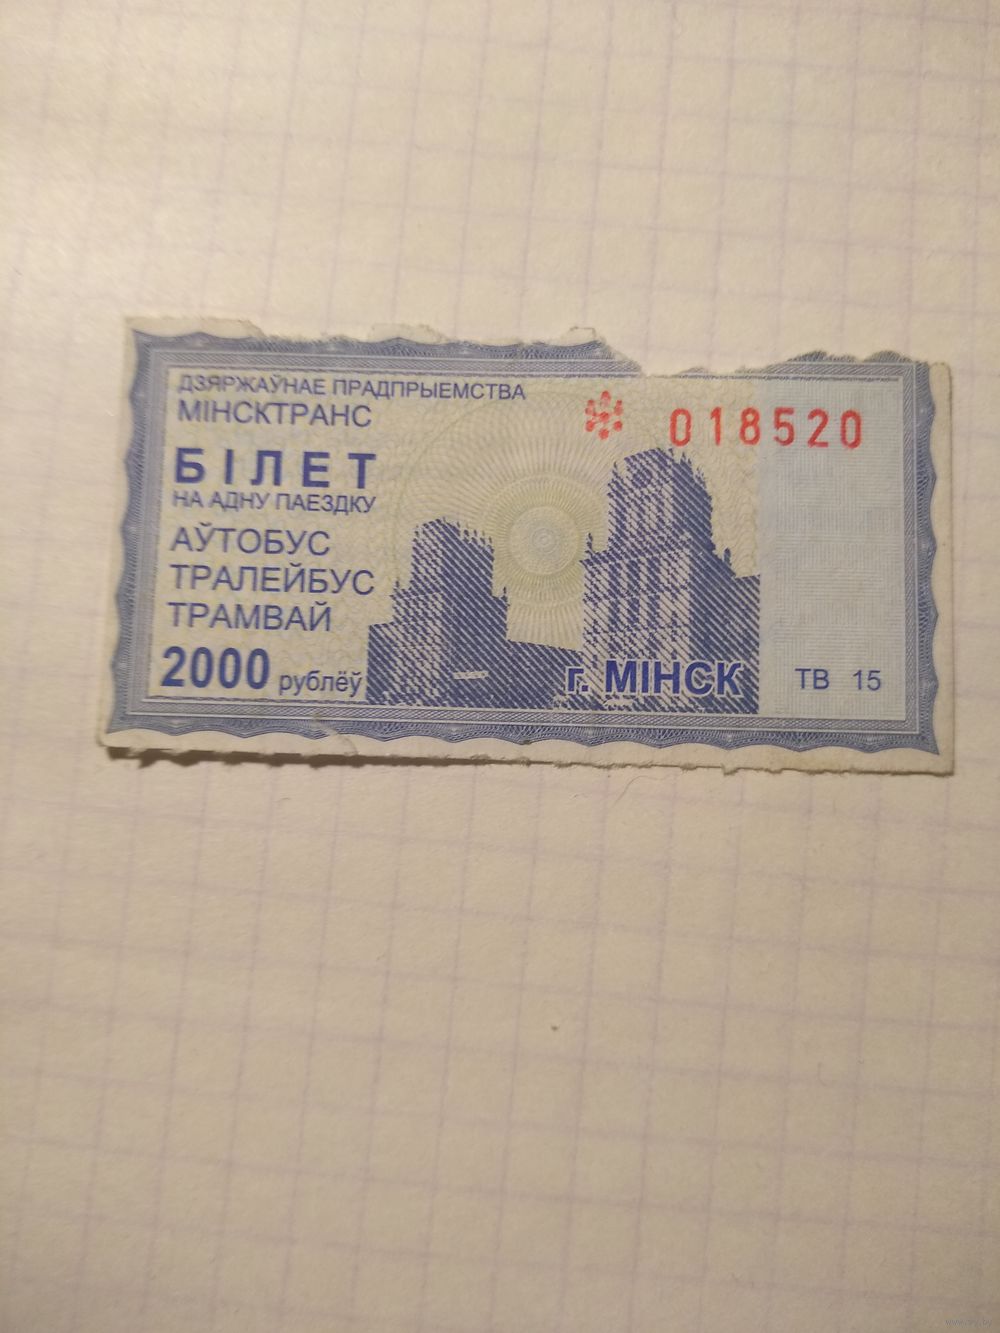 ДЗЯРЖАЎНАЕ ПРАДПРЫЕМСТВА
МІНСКТРАНС
018520
БІЛЕТ
НА АДНУ ПАЕЗДКУ
АЎТОБУС
ТРАЛЕЙБУС
ТРАМВАЙ
2000 рублёў
г. МІНСК
ТВ 15